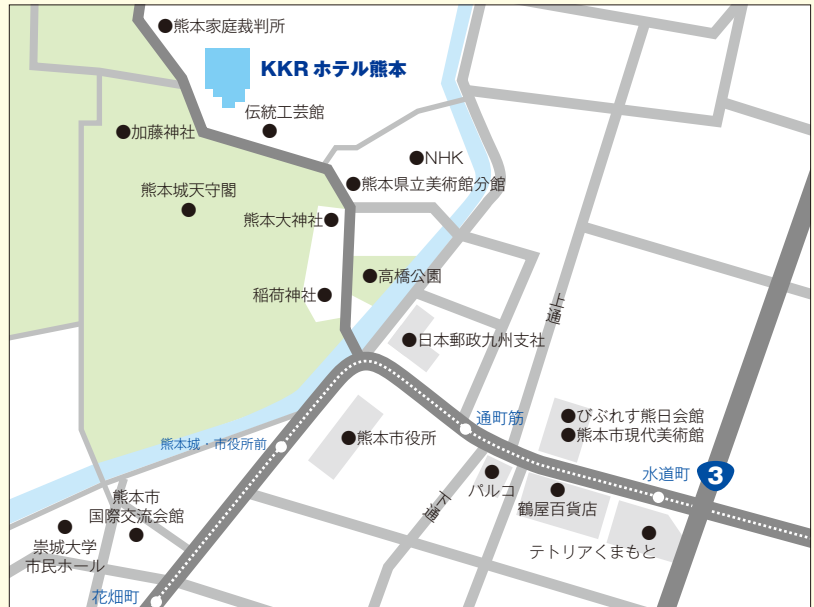 熊本家庭裁判所
KKR ホテル熊本
伝統工芸館
加藤神社
NHK
熊本県立美術館分館
熊本城天守閣
熊本大神社
高橋公園
稲荷神社
上通
日本郵政九州支社
びぷれす熊日会館
通町筋
熊本市現代美術館
熊本城・市役所前
熊本市役所
水道町
3
パルコ
鶴屋百貨店
下通
熊本市
国際交流会館
崇城大学
市民ホール
テトリアくまもと
花畑町